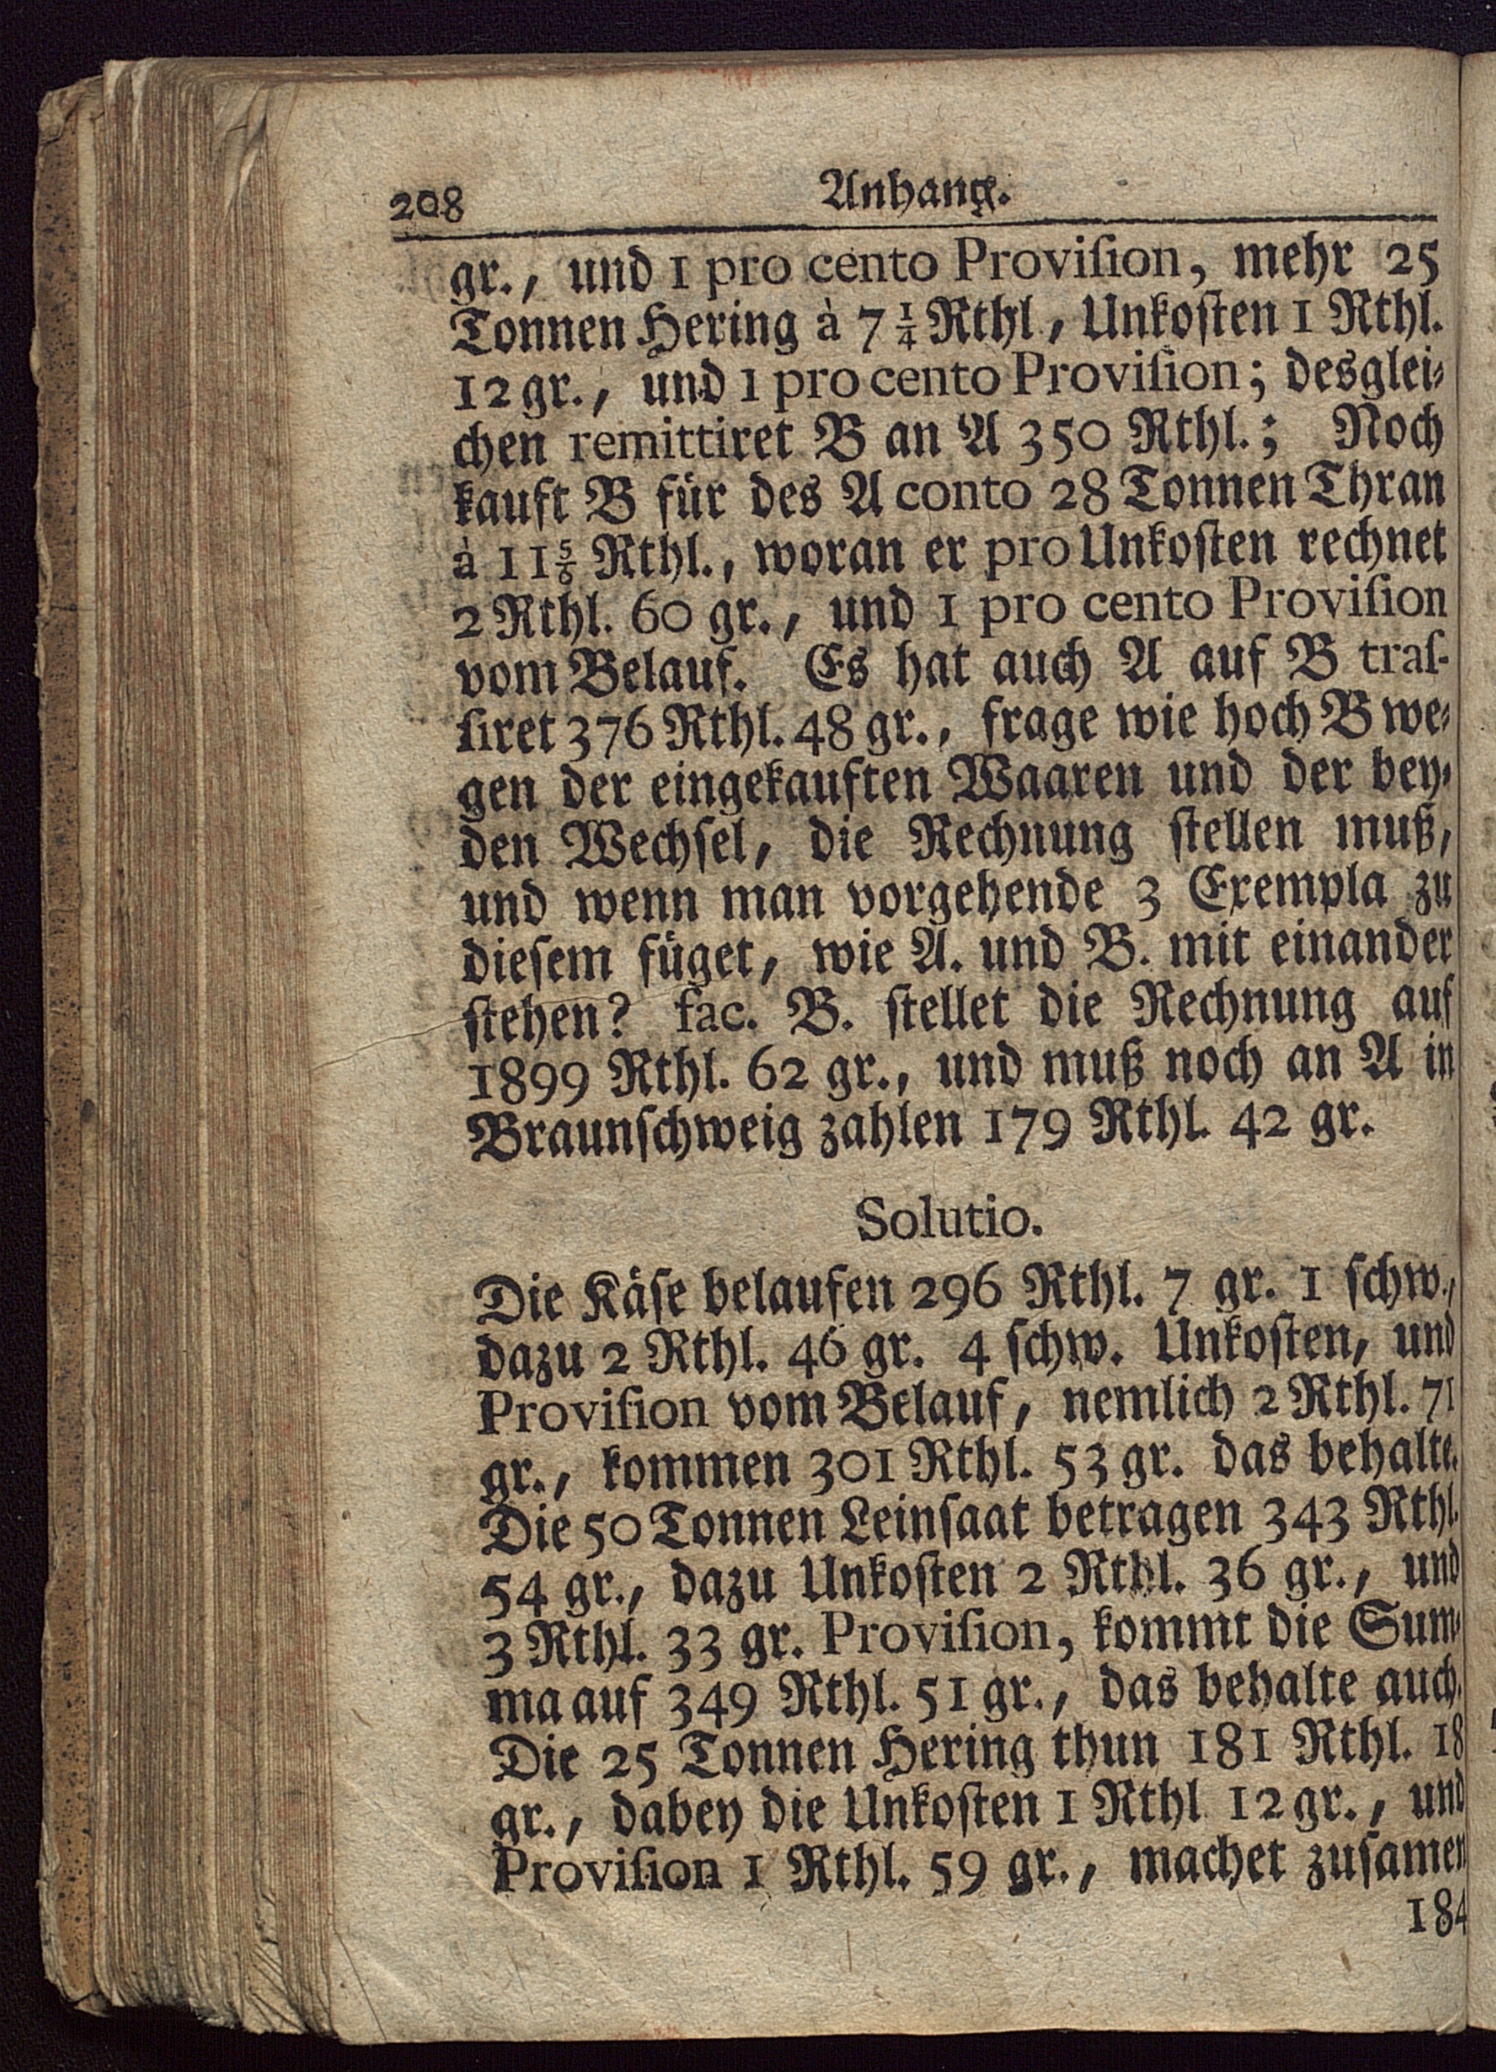 208 Anhang.
gr., und 1 pro cento Proviſion, mehr 25
Tonnen Hering à 7 1/4 Rthl, Unkoſten 1 Rthl.
12 gr., und 1 pro cento Proviſion; desglei⸗
chen remittiret B an A 350 Rthl.; Noch
kauft B für des A conto 28 Tonnen Thran
à 11 5/6 Rthl., woran er pro Unkoſten rechnet
2 Rthl. 60 gr., und 1 pro cento Proviſion
vom Belauf. Es hat auch A auf B traſ-
ſiret 376 Rthl. 48 gr., frage wie hoch B we⸗
gen der eingekauften Waaren und der bey⸗
den Wechſel, die Rechnung ſtellen muß,
und wenn man vorgehende 3 Exempla zu
dieſem füget, wie A. und B. mit einander
ſtehen? fac. B. ſtellet die Rechnung auf
1899 Rthl. 62 gr., und muß noch an A in
Braunſchweig zahlen 179 Rthl. 42 gr.
Solutio.
Die Käſe belaufen 296 Rthl. 7 gr. 1 ſchw.,
dazu 2 Rthl. 46 gr. 4 ſchw. Unkoſten, und
Proviſion vom Belauf, nemlich 2 Rthl. 71
gr., kommen 301 Rthl. 53 gr. das behalte.
Die 50 Tonnen Leinſaat betragen 343 Rthl.
54 gr., dazu Unkoſten 2 Rthl. 36 gr., und
3 Rthl. 33 gr. Proviſion, kommt die Sum⸗
ma auf 349 Rthl. 51 gr., das behalte auch.
Die 25 Tonnen Hering thun 181 Rthl. 18
gr., dabey die Unkoſten 1 Rthl 12 gr., und
Proviſion 1 Rthl. 59 gr., machet zuſamen
184